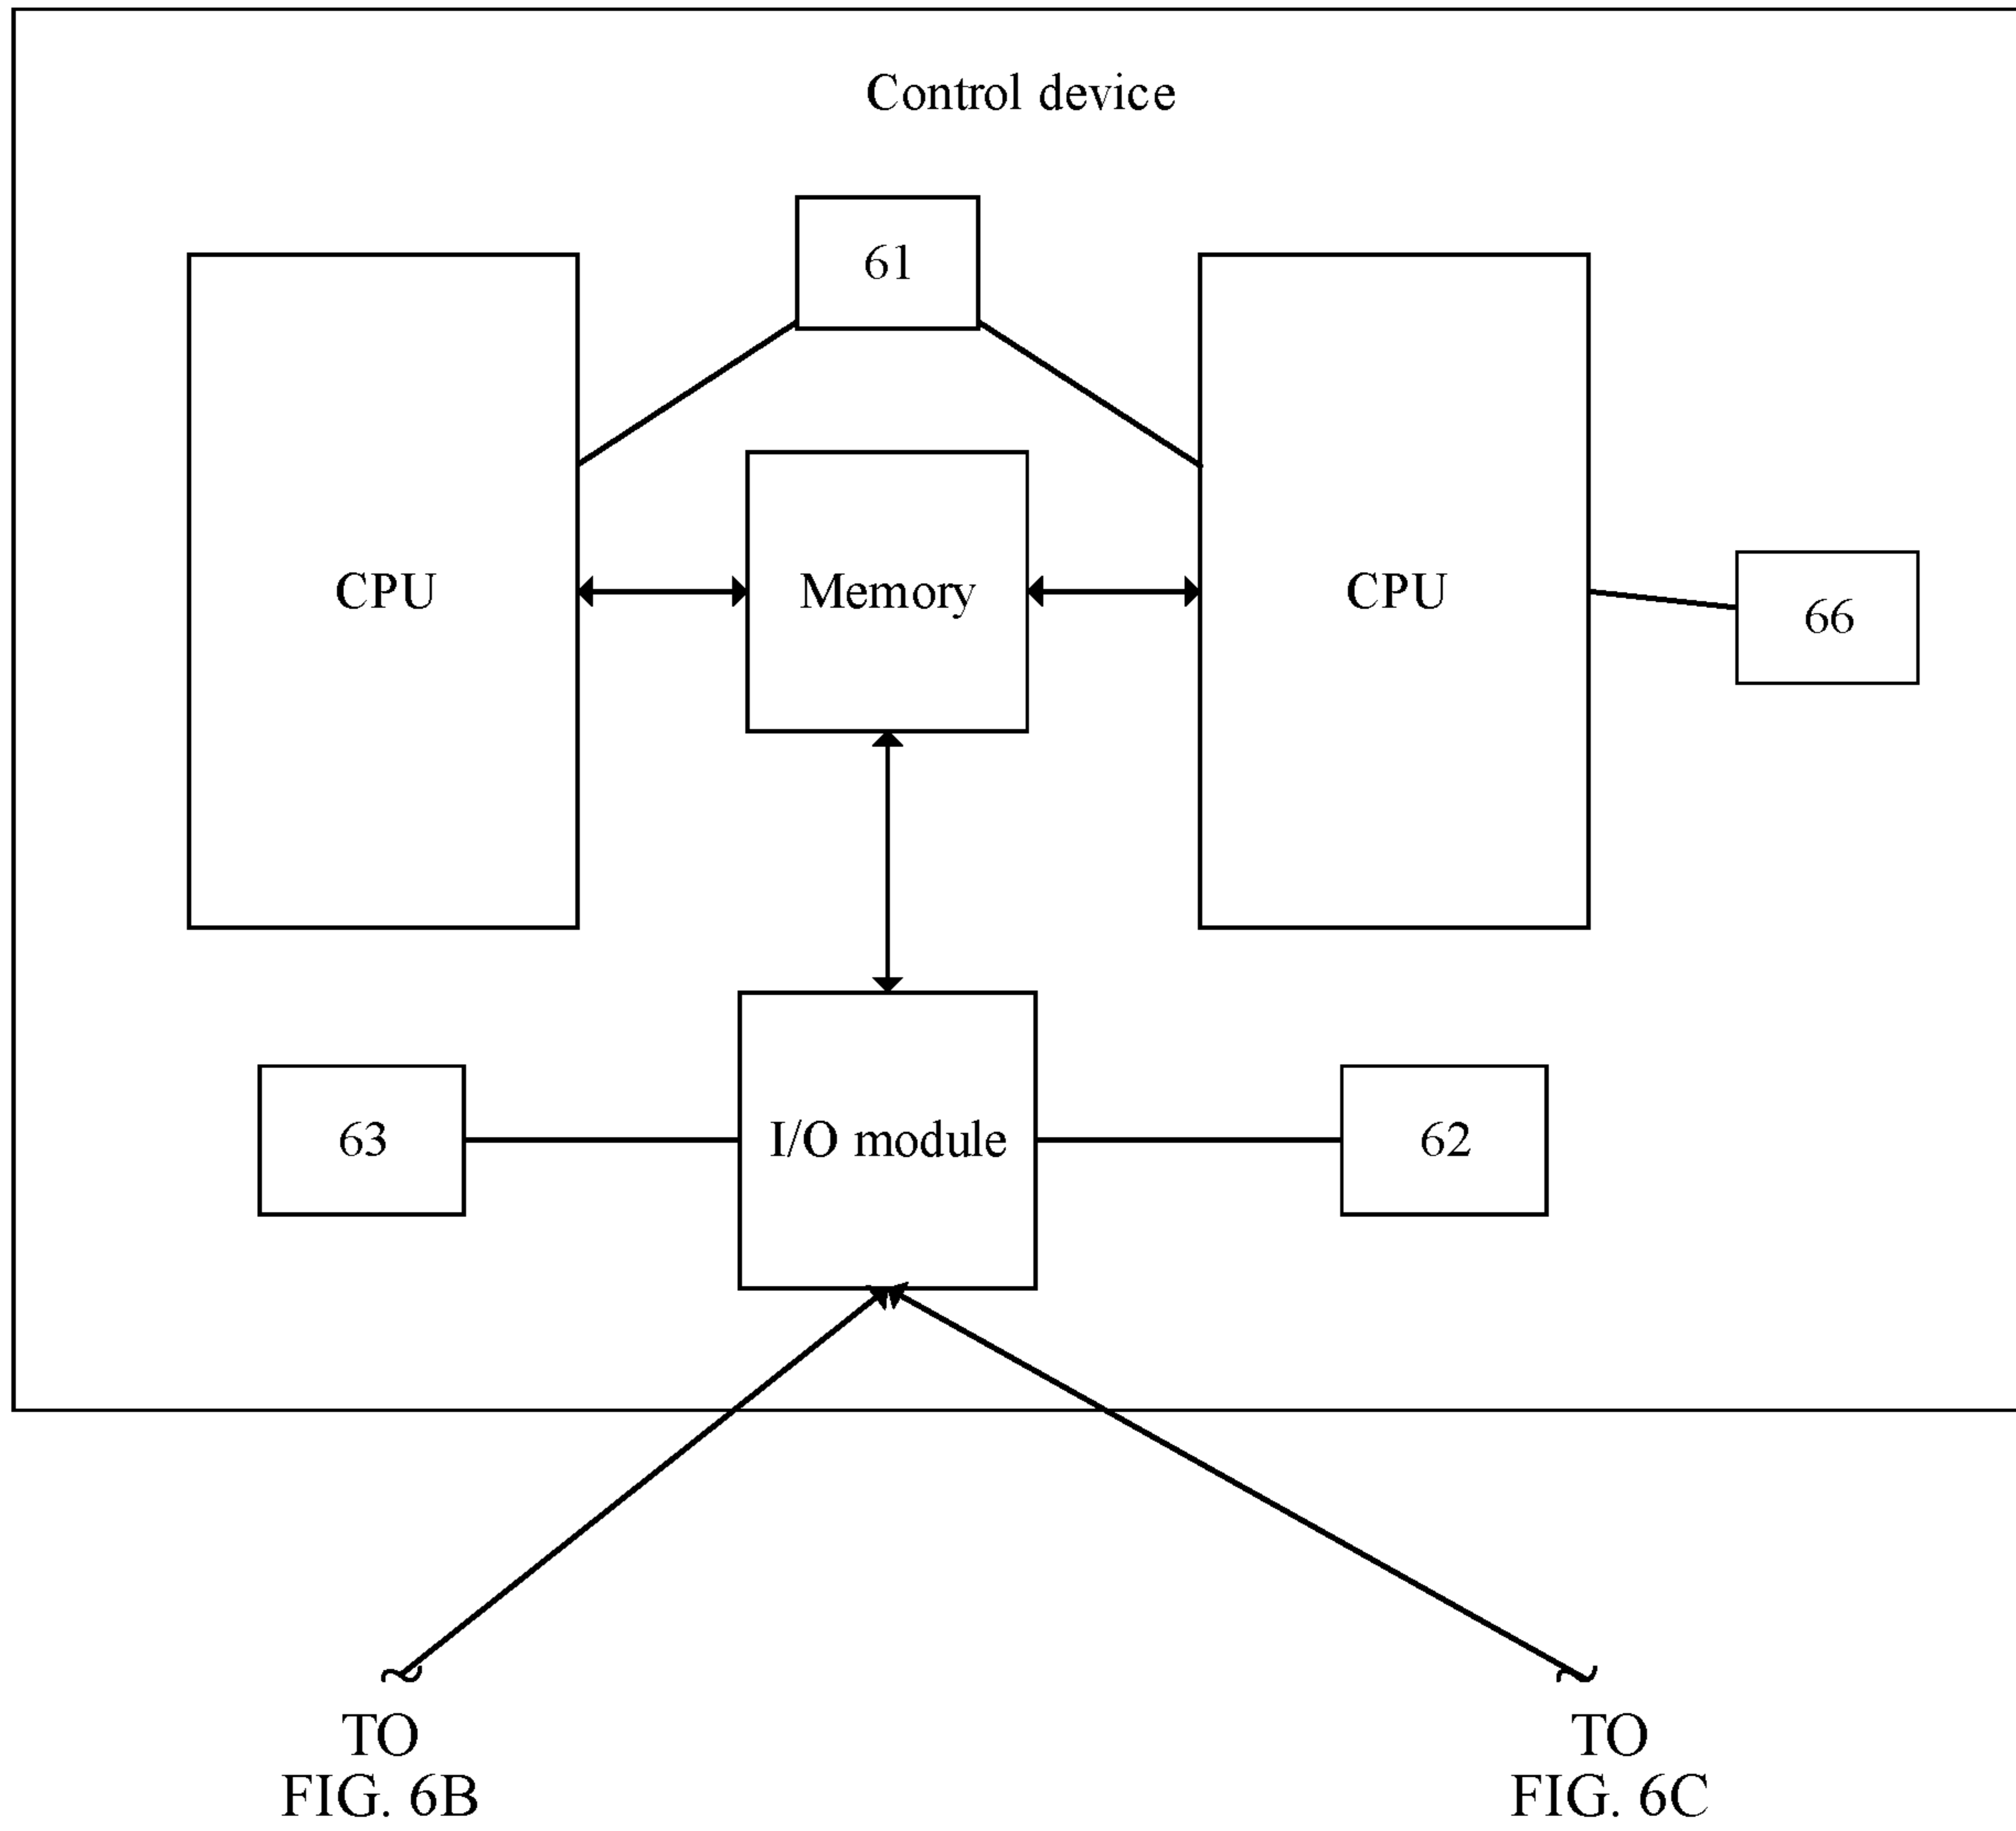 Control device
61
CPU
Memory
CPU
66
63
I/O module
62
TO
FIG. 6B
TO
FIG. 6C